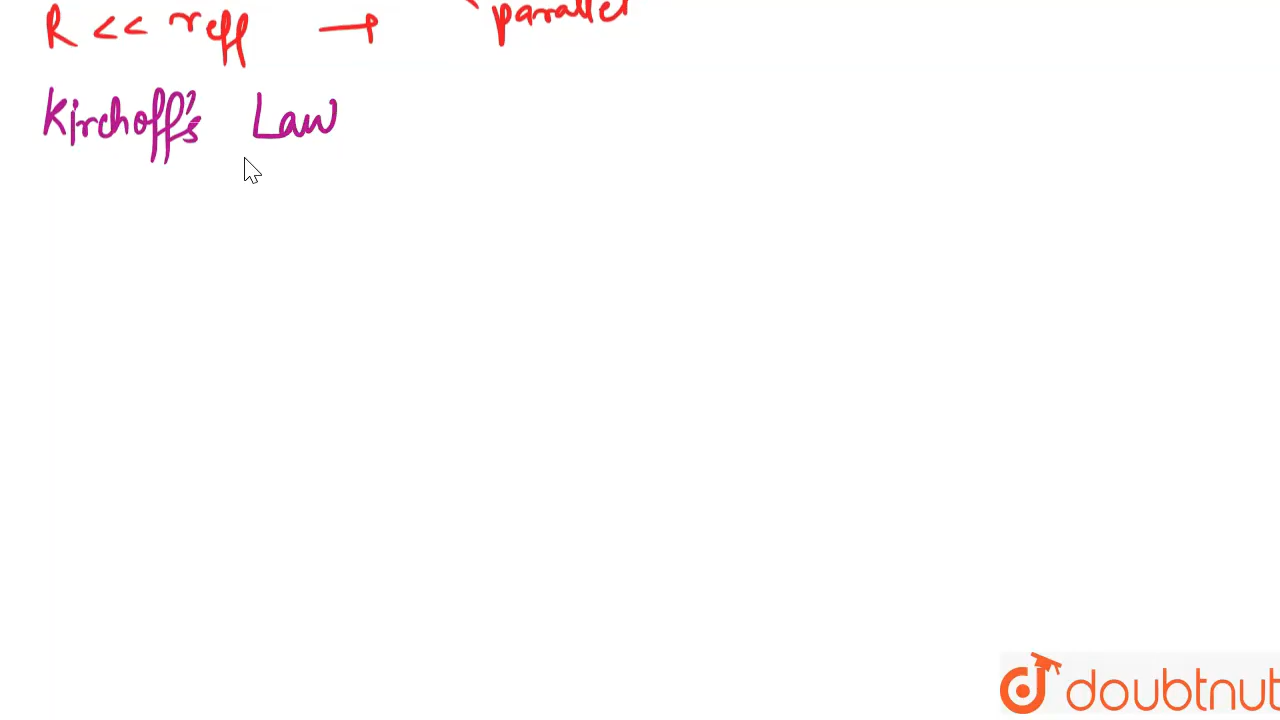 R << reff → parallel
Kirchoff's Law
doubtnut